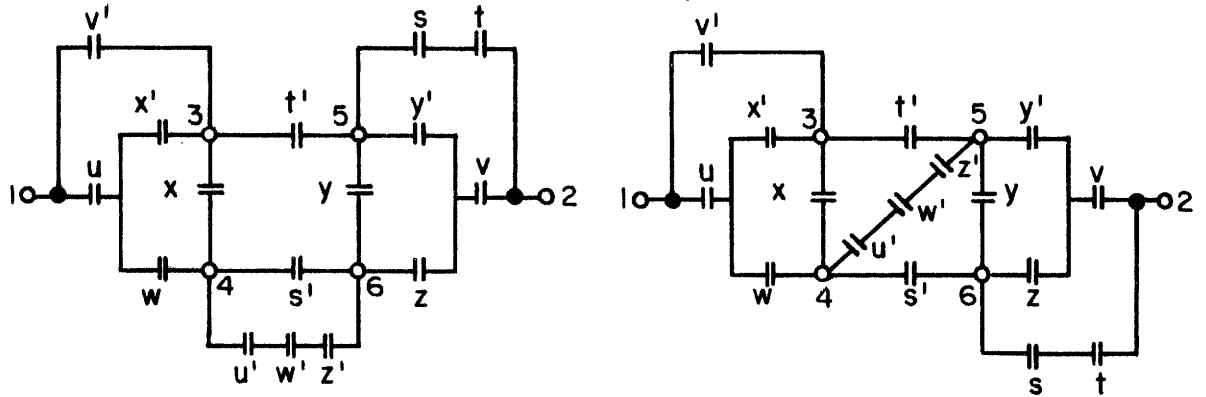 v' s t
x' 3 t' 5 y'
1 u x y v 2
w 4 s' 6 z
u' w' z'
v'
x' 3 t' 5 y'
1 u x z' w' y v 2
u'
w 4 s' 6 z
s t